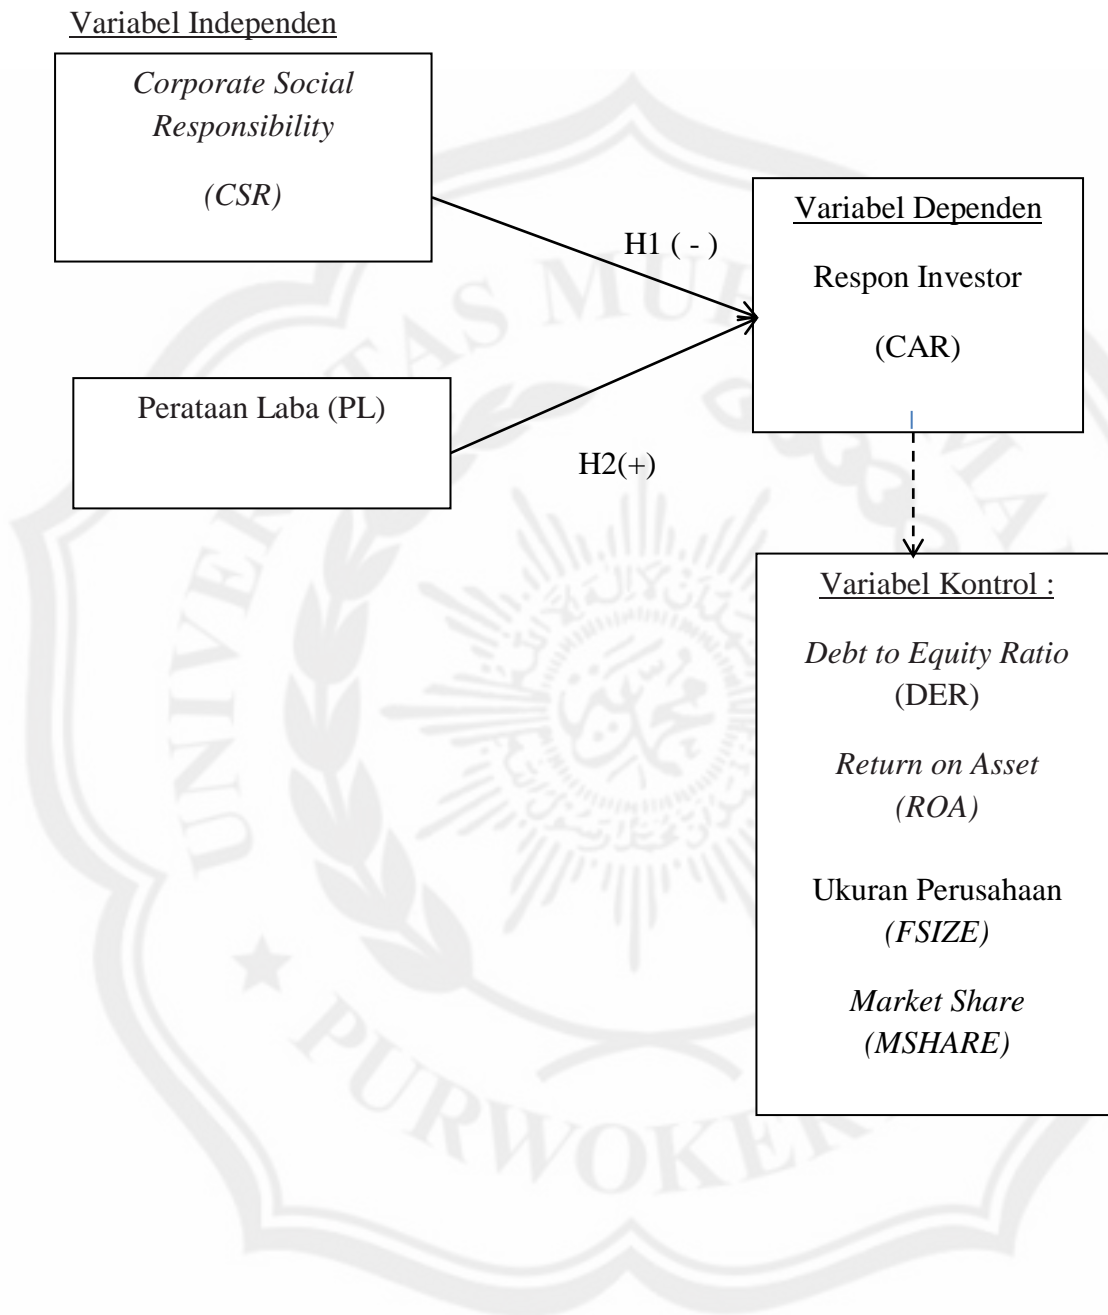 Variabel Independen
Corporate Social
Responsibility
(CSR)
H1 ( - )
Variabel Dependen
Respon Investor
(CAR)
Perataan Laba (PL)
H2(+)
Variabel Kontrol :
Debt to Equity Ratio
(DER)
Return on Asset
(ROA)
Ukuran Perusahaan
(FSIZE)
Market Share
(MSHARE)
PURWOKER